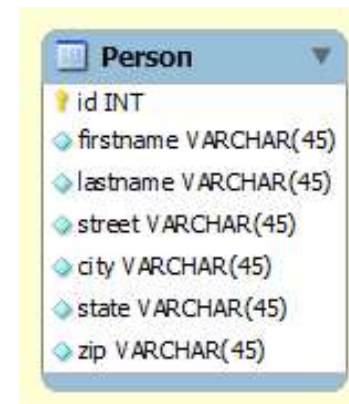 Person
id INT
firstname VARCHAR(45)
lastname VARCHAR(45)
street VARCHAR(45)
city VARCHAR(45)
state VARCHAR(45)
zip VARCHAR(45)